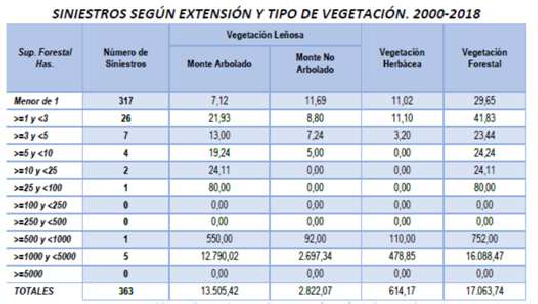 SINIESTROS SEGÚN EXTENSIÓN Y TIPO DE VEGETACIÓN. 2000-2018
Sup. Forestal Has. Número de Siniestros Vegetación Leñosa Vegetación Herbácea Vegetación Forestal
Monte Arbolado Monte No Arbolado
Menor de 1 317 7,12 11,69 11,02 29,65
>=1 y <3 26 21,93 8,80 11,10 41,83
>=3 y <5 7 13,00 7,24 3,20 23,44
>=5 y <10 4 19,24 5,00 0,00 24,24
>=10 y <25 2 24,11 0,00 0,00 24,11
>=25 y <100 1 80,00 0,00 0,00 80,00
>=100 y <250 0 0,00 0,00 0,00 0,00
>=250 y <500 0 0,00 0,00 0,00 0,00
>=500 y <1000 1 550,00 92,00 110,00 752,00
>=1000 y <5000 5 12.790,02 2.697,34 478,85 16.088,47
>=5000 0 0,00 0,00 0,00 0,00
TOTALES 363 13.505,42 2.822,07 614,17 17.063,74